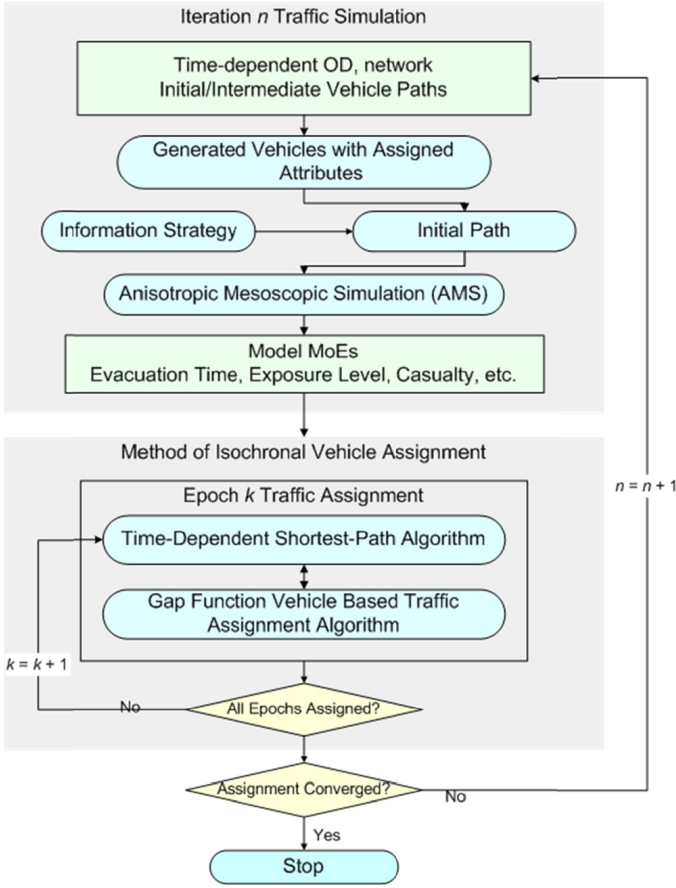 Iteration n Traffic Simulation
Time-dependent OD, network
Initial/Intermediate Vehicle Paths
Generated Vehicles with Assigned
Attributes
Information Strategy
Initial Path
Anisotropic Mesoscopic Simulation (AMS)
Model MoEs
Evacuation Time, Exposure Level, Casualty, etc.
Method of Isochronal Vehicle Assignment
n = n + 1
Epoch k Traffic Assignment
Time-Dependent Shortest-Path Algorithm
Gap Function Vehicle Based Traffic
Assignment Algorithm
k = k + 1
No
All Epochs Assigned?
Assignment Converged?
No
Yes
Stop